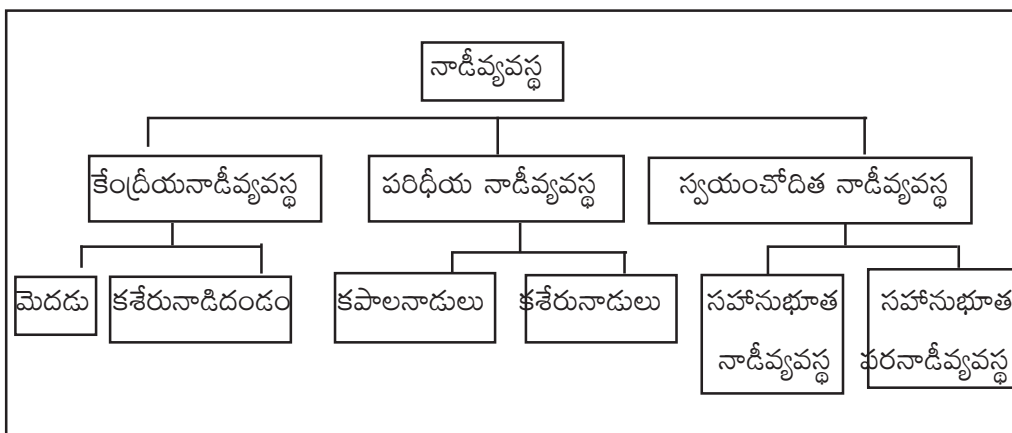 నాడీవ్యవస్థ
కేంద్రీయనాడీవ్యవస్థ పరిధీయ నాడీవ్యవస్థ స్వయంచోదిత నాడీవ్యవస్థ
మెదడు కశేరునాడిదండం కపాలనాడులు కశేరునాడులు సహానుభూత సహానుభూత
నాడీవ్యవస్థ పరనాడీవ్యవస్థ